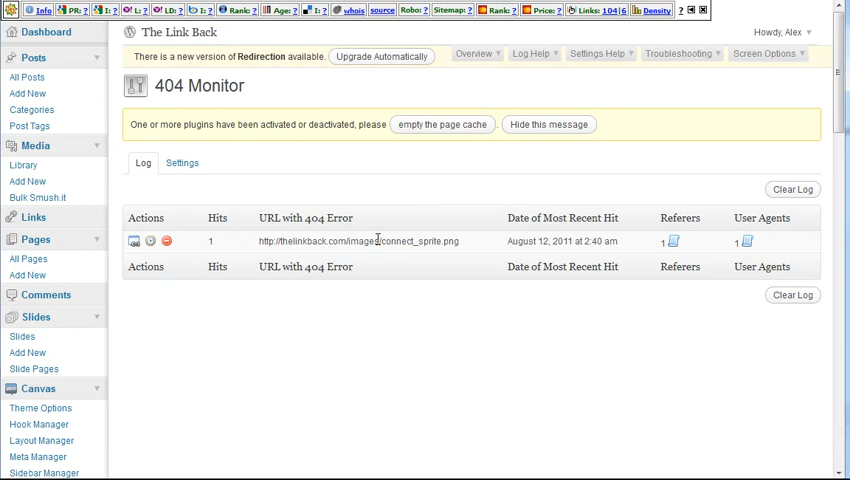 Info PR: ? I: ? L: ? LD: ? I: ? Rank: ? Age: ? I: ? whois source Robo: ? Sitemap: ? Rank: ? Price: ? Links: 104|6 Density ?
Dashboard
The Link Back
Howdy, Alex
Posts
There is a new version of Redirection available.
Upgrade Automatically
Overview
Log Help
Settings Help
Troubleshooting
Screen Options
All Posts
Add New
Categories
Post Tags
404 Monitor
One or more plugins have been activated or deactivated, please
empty the page cache
.
Hide this message
Media
Library
Add New
Bulk Smush.it
Log
Settings
Clear Log
Links
Actions Hits URL with 404 Error Date of Most Recent Hit Referers User Agents
Pages
1 http://thelinkback.com/images/connect_sprite.png August 12, 2011 at 2:40 am 1 1
All Pages
Add New
Actions Hits URL with 404 Error Date of Most Recent Hit Referers User Agents
Comments
Clear Log
Slides
Slides
Add New
Slide Pages
Canvas
Theme Options
Hook Manager
Layout Manager
Meta Manager
Sidebar Manager